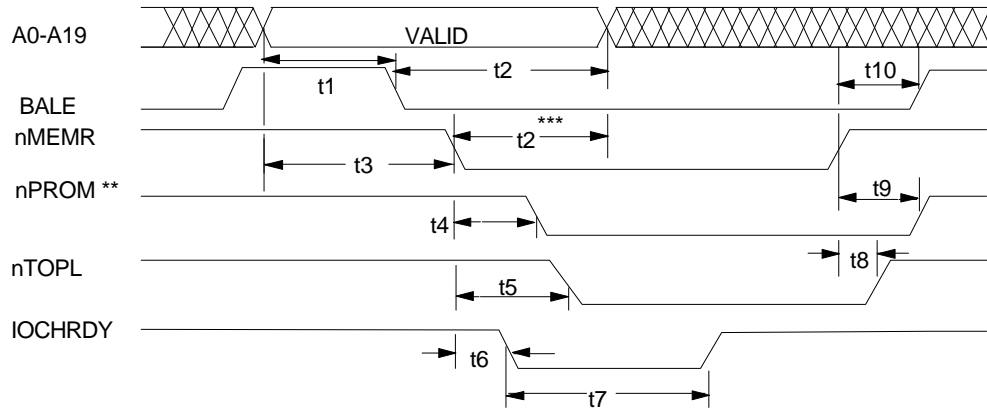 A0-A19
VALID
t1
t2
t10
BALE
nMEMR
***
t2
t3
nPROM **
t9
t4
t8
nTOPL
t5
IOCHRDY
t6
t7